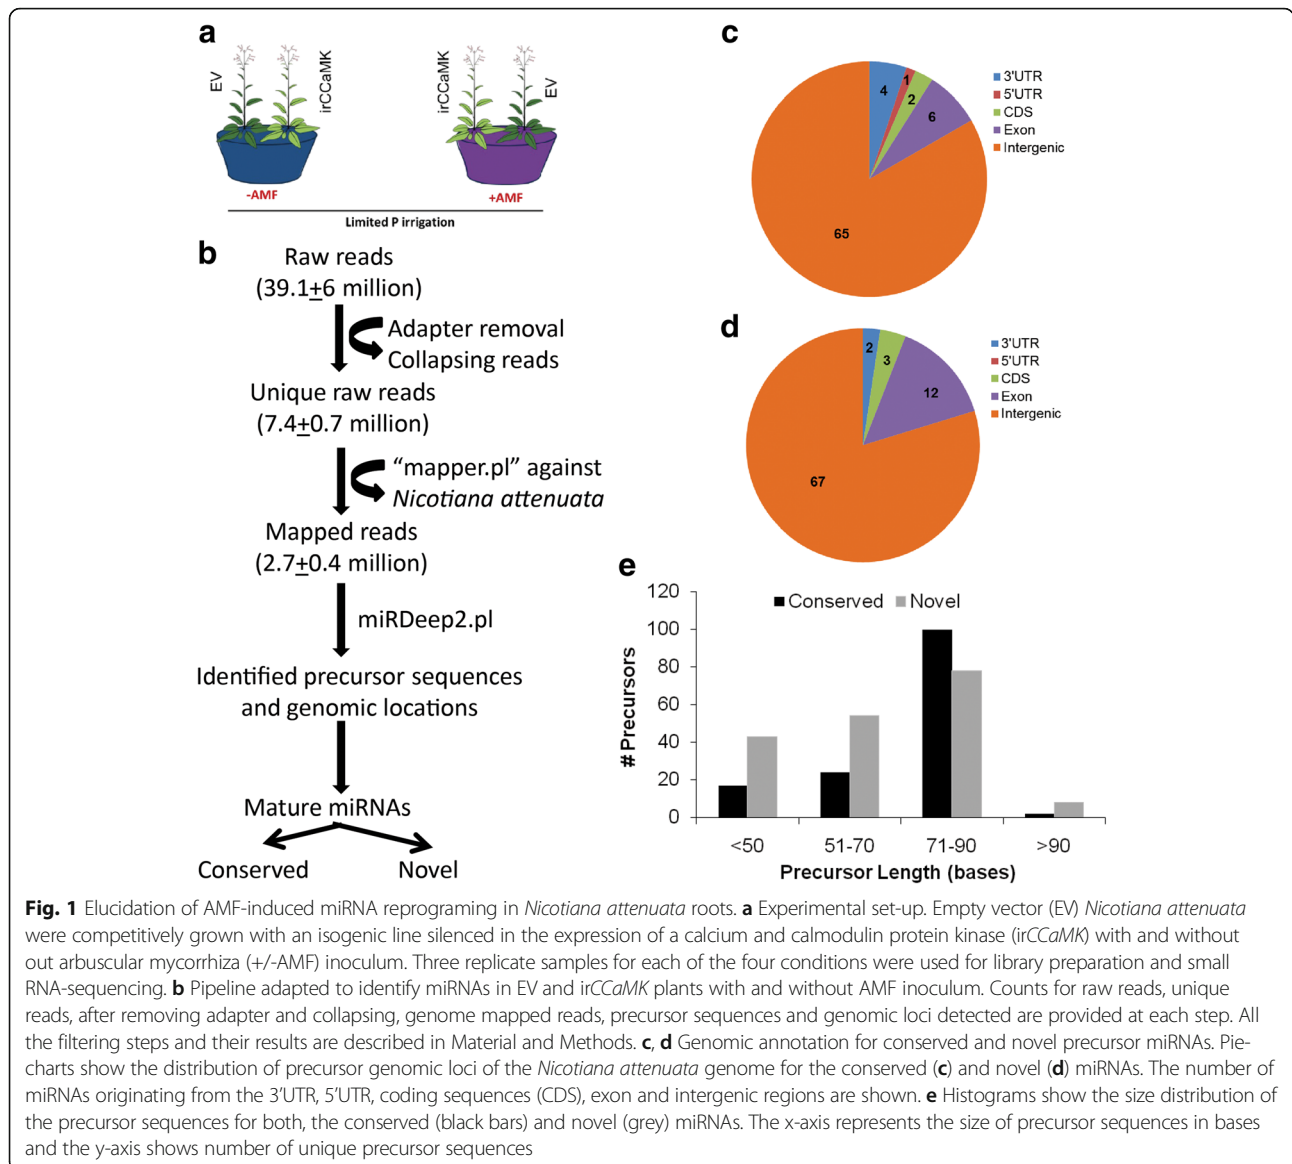 a
EV
irCCaMK
irCCaMK
EV
-AMF
+AMF
Limited P irrigation
b
Raw reads
(39.1+6 million)
Adapter removal
Collapsing reads
Unique raw reads
(7.4+0.7 million)
“mapper.pl” against
Nicotiana attenuata
Mapped reads
(2.7+0.4 million)
miRDeep2.pl
Identified precursor sequences
and genomic locations
Mature miRNAs
Conserved
Novel
c
4
1
2
6
65
3'UTR
5'UTR
CDS
Exon
Intergenic
d
2
3
12
67
3'UTR
5'UTR
CDS
Exon
Intergenic
e
# Precursors
120
100
80
60
40
20
0
Conserved
Novel
<50
51-70
71-90
>90
Precursor Length (bases)
Fig. 1 Elucidation of AMF-induced miRNA reprograming in Nicotiana attenuata roots. a Experimental set-up. Empty vector (EV) Nicotiana attenuata
were competitively grown with an isogenic line silenced in the expression of a calcium and calmodulin protein kinase (irCCaMK) with and without
out arbuscular mycorrhiza (+/-AMF) inoculum. Three replicate samples for each of the four conditions were used for library preparation and small
RNA-sequencing. b Pipeline adapted to identify miRNAs in EV and irCCaMK plants with and without AMF inoculum. Counts for raw reads, unique
reads, after removing adapter and collapsing, genome mapped reads, precursor sequences and genomic loci detected are provided at each step. All
the filtering steps and their results are described in Material and Methods. c, d Genomic annotation for conserved and novel precursor miRNAs. Pie-
charts show the distribution of precursor genomic loci of the Nicotiana attenuata genome for the conserved (c) and novel (d) miRNAs. The number of
miRNAs originating from the 3′UTR, 5′UTR, coding sequences (CDS), exon and intergenic regions are shown. e Histograms show the size distribution of
the precursor sequences for both, the conserved (black bars) and novel (grey) miRNAs. The x-axis represents the size of precursor sequences in bases
and the y-axis shows number of unique precursor sequences